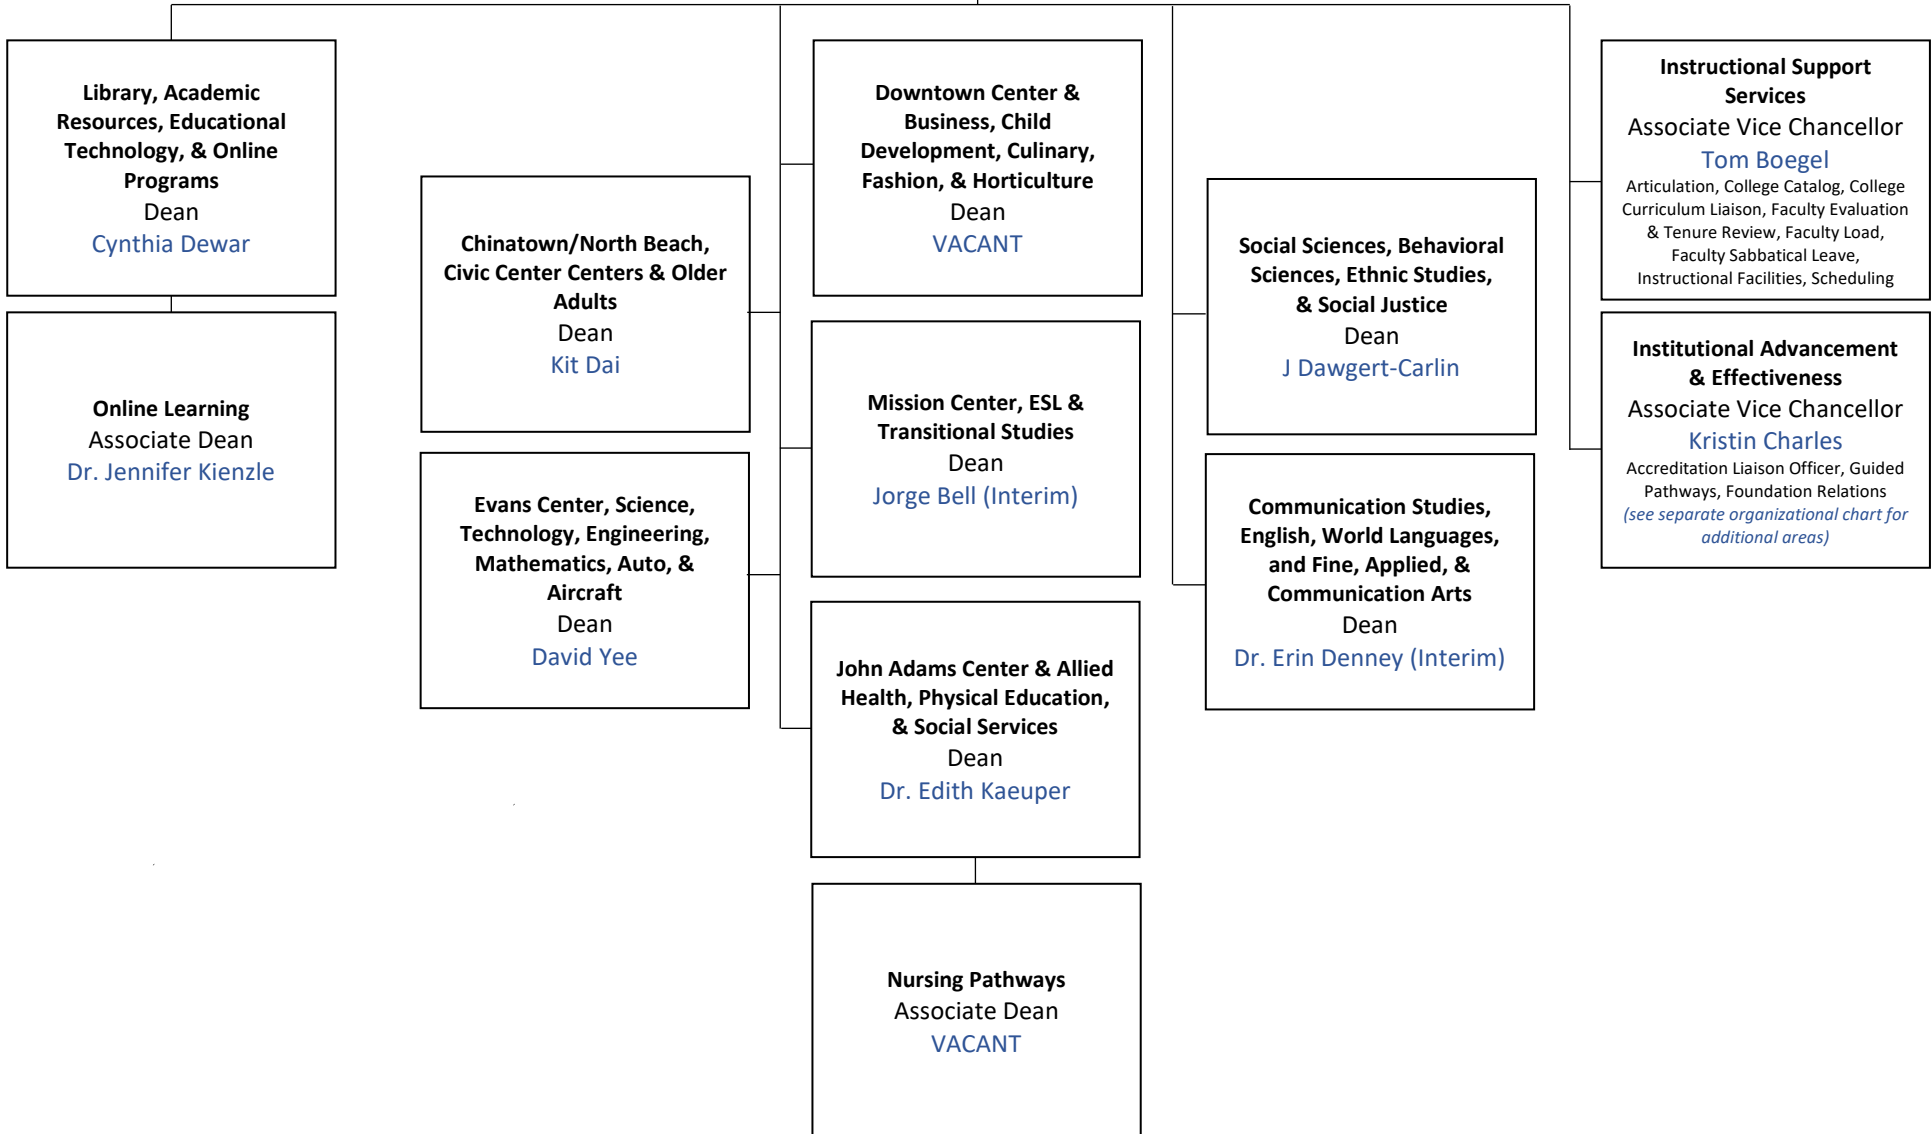 Library, Academic
Resources, Educational
Technology, & Online
Programs
Dean
Cynthia Dewar
Online Learning
Associate Dean
Dr. Jennifer Kienzle
Chinatown/North Beach,
Civic Center Centers & Older
Adults
Dean
Kit Dai
Evans Center, Science,
Technology, Engineering,
Mathematics, Auto, &
Aircraft
Dean
David Yee
Downtown Center &
Business, Child
Development, Culinary,
Fashion, & Horticulture
Dean
VACANT
Mission Center, ESL &
Transitional Studies
Dean
Jorge Bell (Interim)
John Adams Center & Allied
Health, Physical Education,
& Social Services
Dean
Dr. Edith Kaeuper
Nursing Pathways
Associate Dean
VACANT
Social Sciences, Behavioral
Sciences, Ethnic Studies,
& Social Justice
Dean
J Dawgert-Carlin
Communication Studies,
English, World Languages,
and Fine, Applied, &
Communication Arts
Dean
Dr. Erin Denney (Interim)
Instructional Support
Services
Associate Vice Chancellor
Tom Boegel
Articulation, College Catalog, College
Curriculum Liaison, Faculty Evaluation
& Tenure Review, Faculty Load,
Faculty Sabbatical Leave,
Instructional Facilities, Scheduling
Institutional Advancement
& Effectiveness
Associate Vice Chancellor
Kristin Charles
Accreditation Liaison Officer, Guided
Pathways, Foundation Relations
(see separate organizational chart for
additional areas)